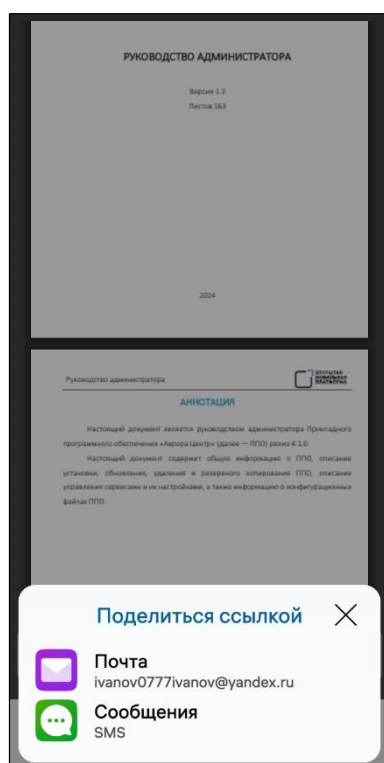 РУКОВОДСТВО АДМИНИСТРАТОРА
Версия 1.3
Листов 163
2024
Руководство администратора
ОТКРЫТАЯ
МОБИЛЬНАЯ
ПЛАТФОРМА
АННОТАЦИЯ
Настоящий документ является руководством администратора Прикладного
программного обеспечения «Аврора Центр» (далее — ППО) релиз 4.1.0.
Настоящий документ содержит общую информацию о ППО, описание
установки, обновления, удаления и резервного копирования ППО, описание
управления сервисами и их настройками, а также информацию о конфигурационных
файлах ППО.
Поделиться ссылкой
Почта
ivanov0777ivanov@yandex.ru
Сообщения
SMS